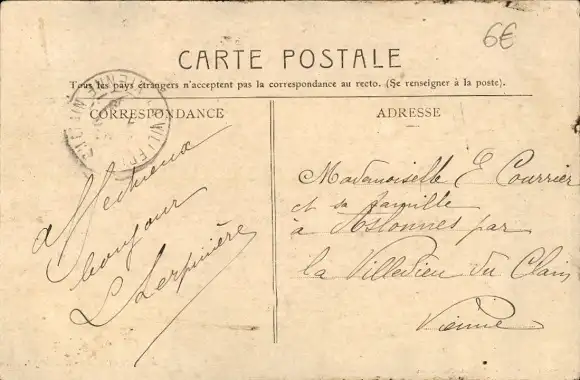 6€
CARTE POSTALE
Tous les pays étrangers n'acceptent pas la correspondance au recto. (Se renseigner à la poste).
CORRESPONDANCE
ADRESSE
affectueux
bonjour
L Lerpinière
Mademoiselle E Courrier
et sa famille
à Aslonnes par
la Villedieu du Clain
Vienne